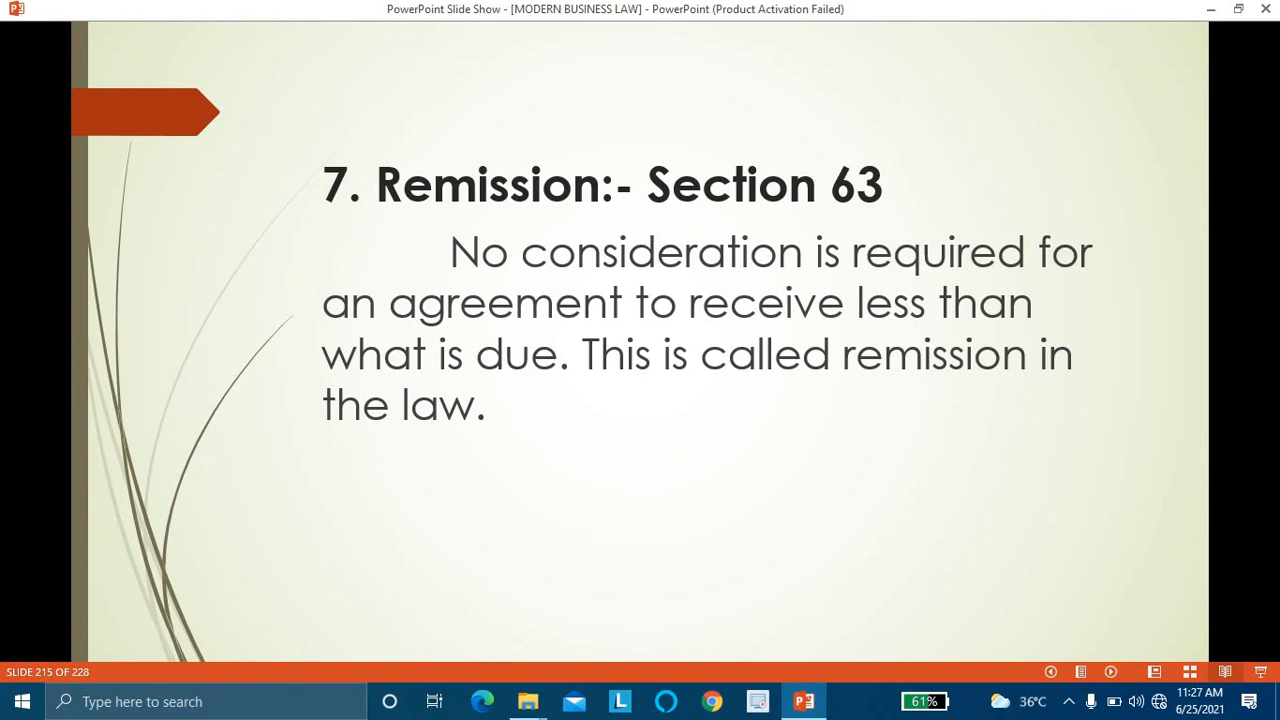 PowerPoint Slide Show - [MODERN BUSINESS LAW] - PowerPoint (Product Activation Failed)
7. Remission:- Section 63
No consideration is required for
an agreement to receive less than
what is due. This is called remission in
the law.
SLIDE 215 OF 228
Type here to search
L
61%
36°C
11:27 AM
6/25/2021